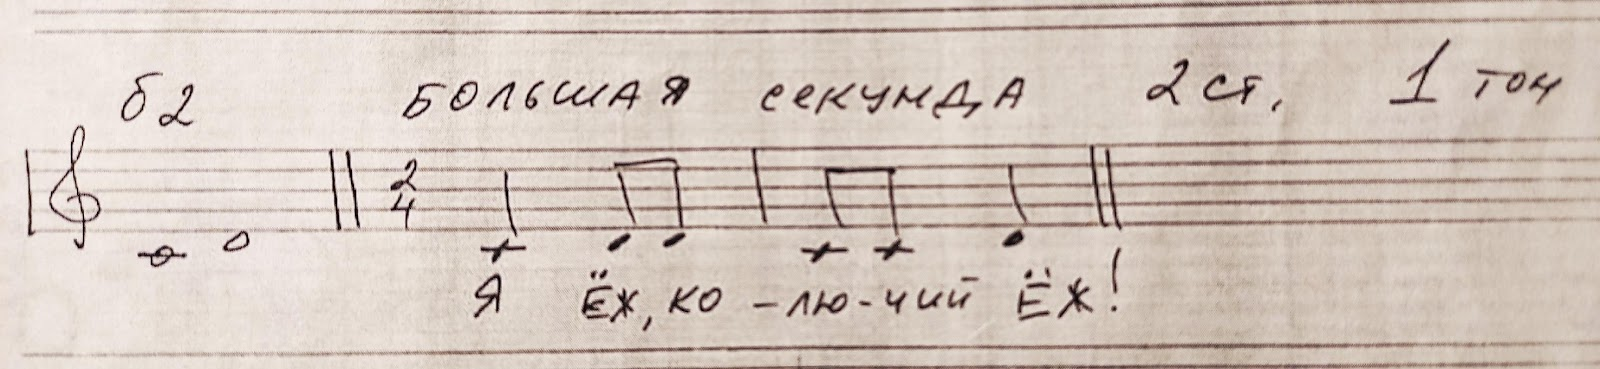 б2 БОЛЬШАЯ СЕКУНДА 2 СТ. 1 ТОН
2
4
Я ЁЖ, КО -ЛЮ-ЧИЙ ЁЖ!